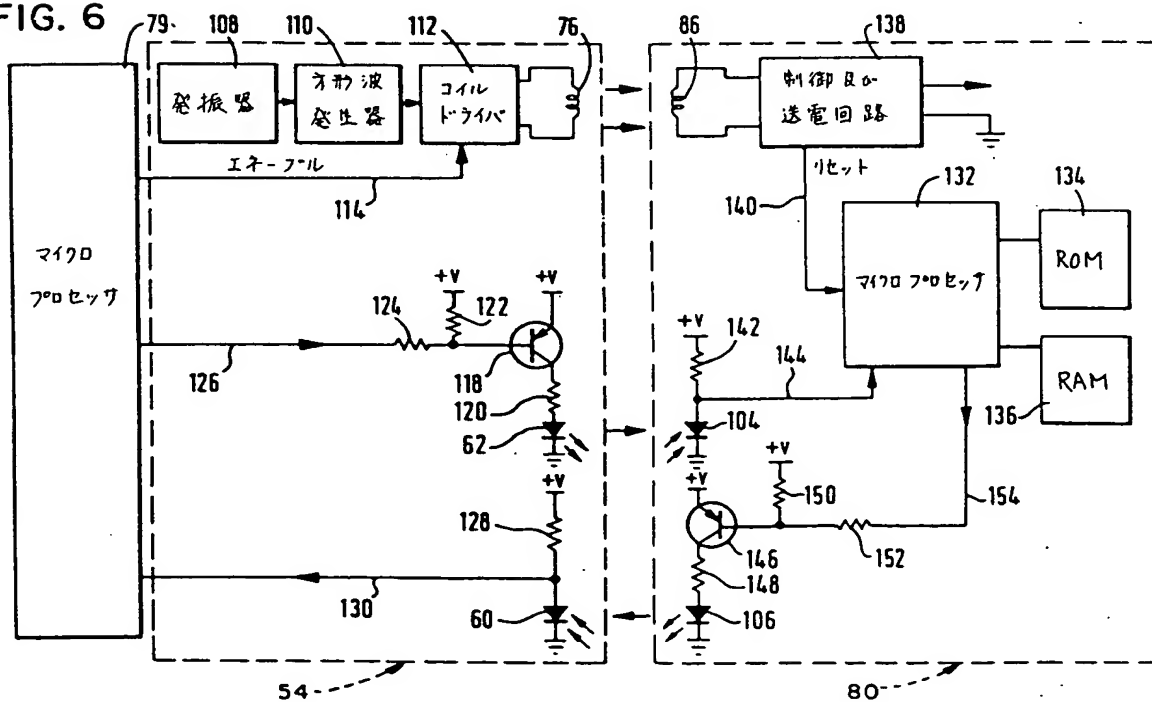 FIG. 6
79
108
110
112
76
86
138
発振器
方形波
発生器
コイル
ドライバ
制御及び
送電回路
エネーブル
114
リセット
140
132
134
マイクロ
プロセッサ
マイクロプロセッサ
ROM
+V
+V
124
122
+V
142
126
118
144
RAM
120
136
62
104
+V
+V
+V
128
150
154
146
152
130
148
60
106
54
80